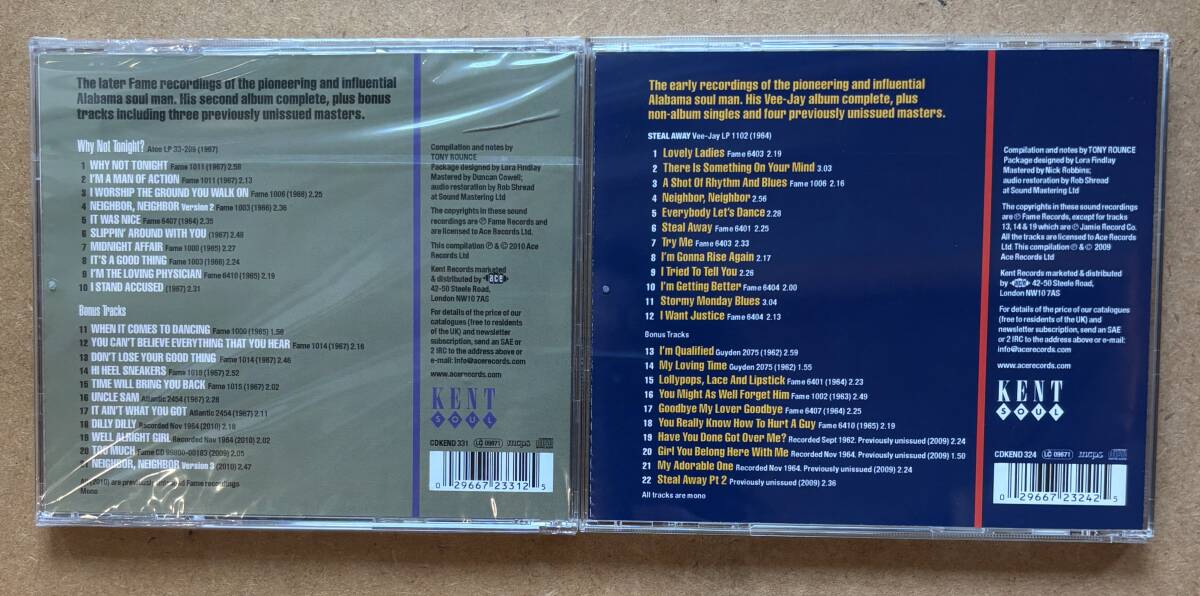 The later Fame recordings of the pioneering and influential
Alabama soul man. His second album complete, plus bonus
tracks including three previously unissued masters.
Why Not Tonight? Atco LP 33-209 (1967)
1 WHY NOT TONIGHT Fame 1011 (1967) 2.58
2 I'M A MAN OF ACTION Fame 1011 (1967) 2.13
3 I WORSHIP THE GROUND YOU WALK ON Fame 1006 (1966) 2.25
4 NEIGHBOR, NEIGHBOR Version 2 Fame 1003 (1966) 2.36
5 IT WAS NICE Fame 6407 (1964) 2.35
6 SLIPPIN' AROUND WITH YOU (1967) 2.48
7 MIDNIGHT AFFAIR Fame 1000 (1965) 2.27
8 IT'S A GOOD THING Fame 1003 (1966) 2.24
9 I'M THE LOVING PHYSICIAN Fame 6410 (1965) 2.19
10 I STAND ACCUSED (1967) 2.31
Bonus Tracks
11 WHEN IT COMES TO DANCING Fame 1000 (1965) 1.56
12 YOU CAN'T BELIEVE EVERYTHING THAT YOU HEAR Fame 1014 (1967) 2.16
13 DON'T LOSE YOUR GOOD THING Fame 1014 (1967) 2.46
14 HI HEEL SNEAKERS Fame 1015 (1967) 2.52
15 TIME WILL BRING YOU BACK Fame 1015 (1967) 2.02
16 UNCLE SAM Atlantic 2454 (1967) 2.28
17 IT AIN'T WHAT YOU GOT Atlantic 2454 (1967) 2.11
18 DILLY DILLY Recorded Nov 1964 (2010) 2.18
19 WELL ALRIGHT GIRL Recorded Nov 1964 (2010) 2.02
20 TOO MUCH Fame CD 98800-00183 (2009) 2.05
21 NEIGHBOR, NEIGHBOR Version 3 (2010) 2.47
All (2010) are previously unissued Fame recordings
Mono
Compilation and notes by
TONY ROUNCE
Package designed by Lora Findlay
Mastered by Duncan Cowell;
audio restoration by Rob Shread
at Sound Mastering Ltd
The copyrights in these sound
recordings are ℗ Fame Records and
are licensed to Ace Records Ltd
This compilation ℗ & © 2010 Ace
Records Ltd
Kent Records marketed
& distributed by ace
42-50 Steele Road,
London NW10 7AS
For details of the price of our
catalogues (free to residents
of the UK) and newsletter
subscription, send an SAE or
2 IRC to the address above or
e-mail: info@acerecords.com
www.acerecords.com
KENT
SOUL
CDKEND 331 LC 09671 mcps
0 29667 23312 5
The early recordings of the pioneering and influential
Alabama soul man. His Vee-Jay album complete, plus
non-album singles and four previously unissued masters.
STEAL AWAY Vee-Jay LP 1102 (1964)
1 Lovely Ladies Fame 6403 2.19
2 There Is Something On Your Mind 3.03
3 A Shot Of Rhythm And Blues Fame 1006 2.16
4 Neighbor, Neighbor 2.56
5 Everybody Let's Dance 2.28
6 Steal Away Fame 6401 2.25
7 Try Me Fame 6403 2.33
8 I'm Gonna Rise Again 2.17
9 I Tried To Tell You 2.26
10 I'm Getting Better Fame 6404 2.00
11 Stormy Monday Blues 3.04
12 I Want Justice Fame 6404 2.13
Bonus Tracks
13 I'm Qualified Guyden 2075 (1962) 2.59
14 My Loving Time Guyden 2075 (1962) 1.55
15 Lollypops, Lace And Lipstick Fame 6401 (1964) 2.23
16 You Might As Well Forget Him Fame 1002 (1963) 2.49
17 Goodbye My Lover Goodbye Fame 6407 (1964) 2.25
18 You Really Know How To Hurt A Guy Fame 6410 (1965) 2.19
19 Have You Done Got Over Me? Recorded Sept 1962. Previously unissued (2009) 2.24
20 Girl You Belong Here With Me Recorded Nov 1964. Previously unissued (2009) 1.50
21 My Adorable One Recorded Nov 1964. Previously unissued (2009) 2.24
22 Steal Away Pt 2 Previously unissued (2009) 2.36
All tracks are mono
Compilation and notes by TONY ROUNCE
Package designed by Lora Findlay
Mastered by Nick Robbins;
audio restoration by Rob Shread
at Sound Mastering Ltd
The copyrights in these sound recordings
are ℗ Fame Records, except for tracks
13, 14 & 19 which are ℗ Jamie Record Co.
All the tracks are licensed to Ace Records
Ltd. This compilation ℗ & © 2009
Ace Records Ltd
Kent Records marketed & distributed
by ace 42-50 Steele Road,
London NW10 7AS
For details of the price of our catalogues
(free to residents of the UK) and
newsletter subscription, send an SAE or
2 IRC to the address above or e-mail:
info@acerecords.com
www.acerecords.com
KENT
SOUL
CDKEND 324 LC 09671 mcps
0 29667 23242 5